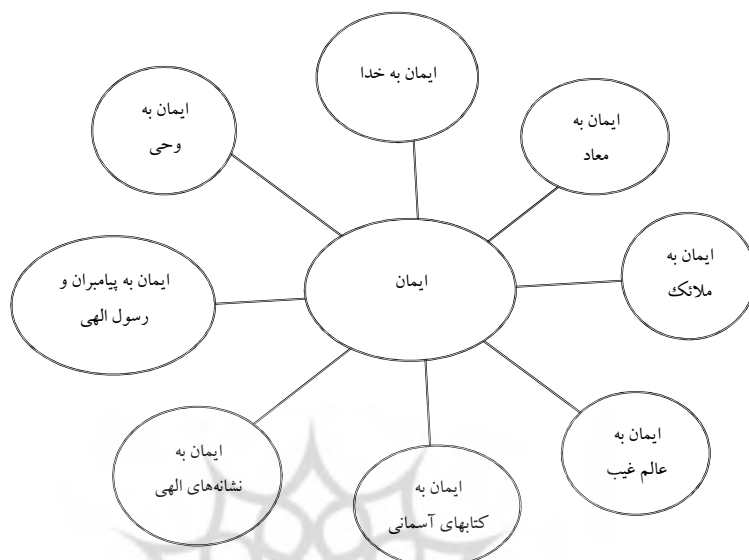 ایمان به خدا
ایمان به
معاد
ایمان به
وحی
ایمان به
ملائک
ایمان
ایمان به پیامبران و
رسول الهی
ایمان به
عالم غیب
ایمان به
نشانه‌های الهی
ایمان به
کتابهای آسمانی